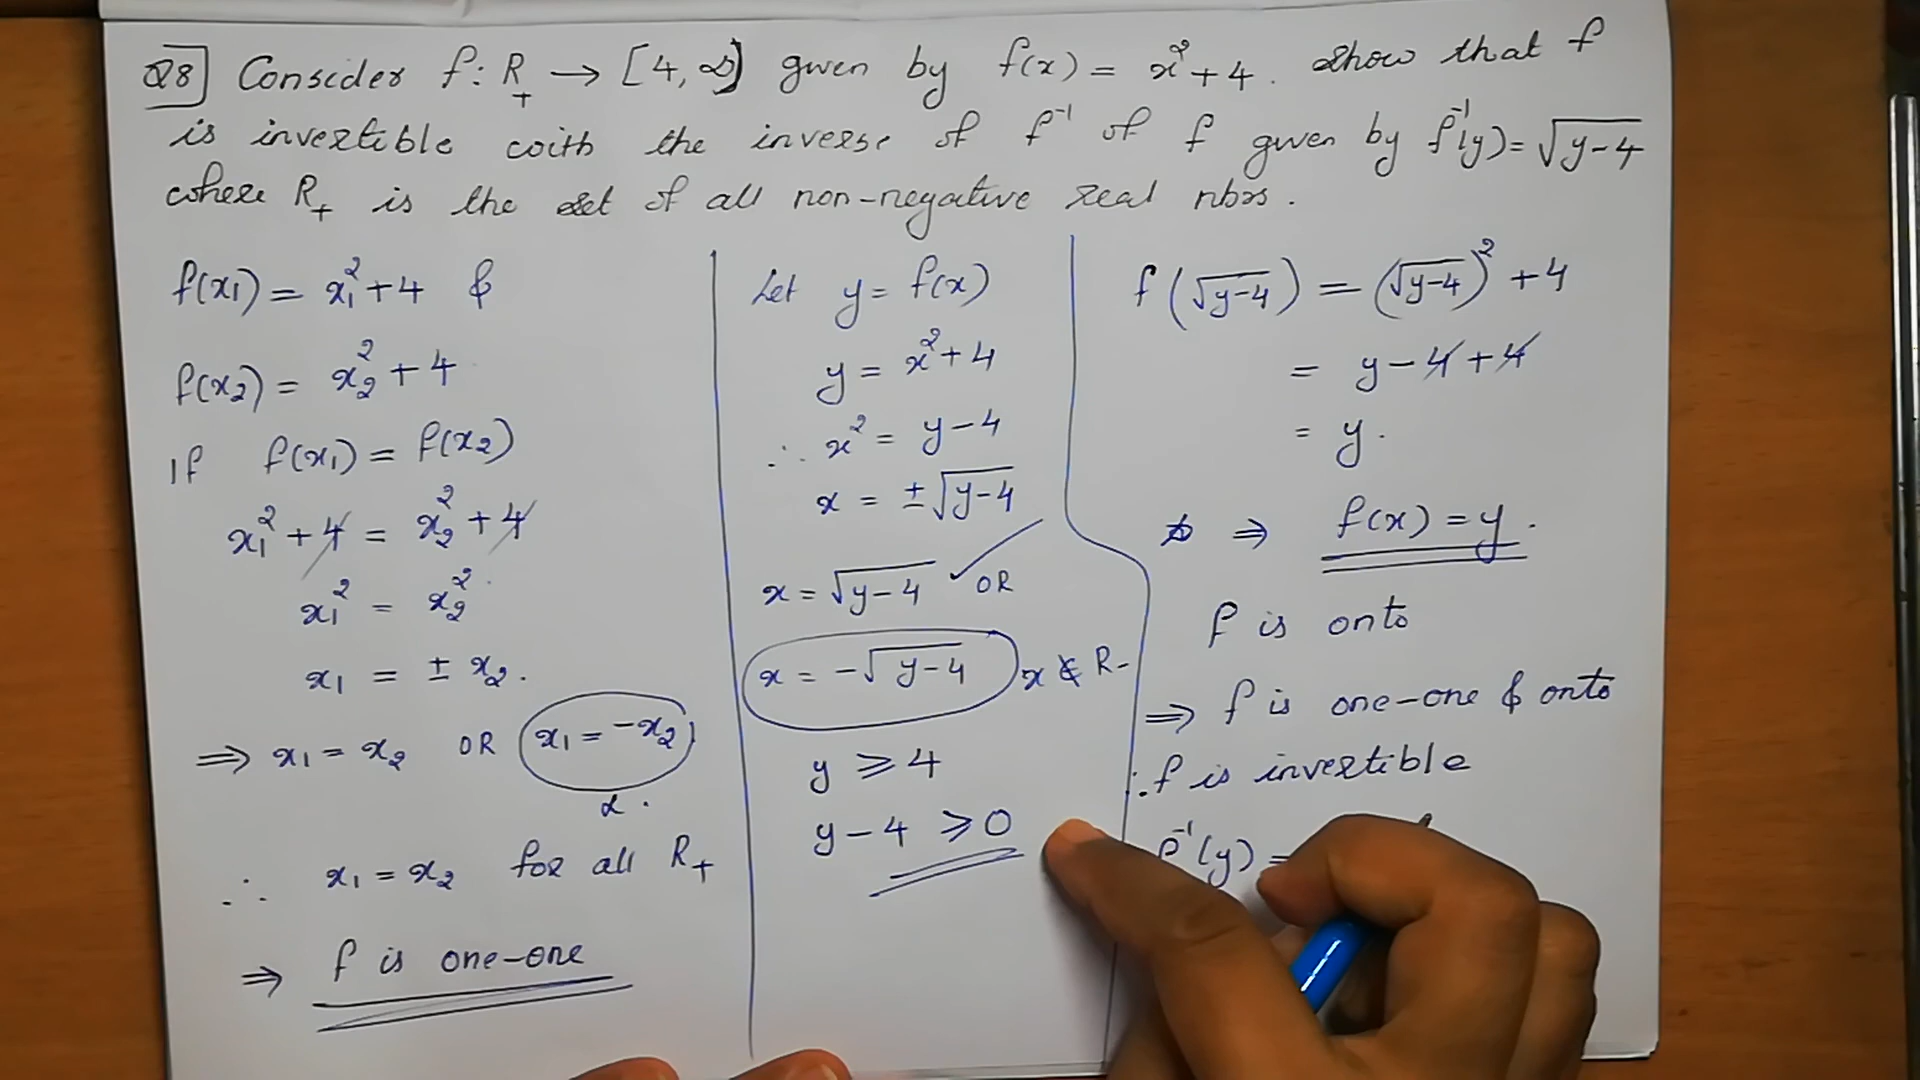 Q8 Consider f: R₊ → [4, ∞) given by f(x) = x² + 4. Show that f
is invertible with the inverse of f⁻¹ of f given by f⁻¹(y) = √(y-4)
where R₊ is the set of all non-negative real nbrs.
f(x₁) = x₁² + 4 &
f(x₂) = x₂² + 4
If f(x₁) = f(x₂)
x₁² + 4 = x₂² + 4
x₁² = x₂²
x₁ = ± x₂.
⇒ x₁ = x₂ OR x₁ = -x₂
∴ x₁ = x₂ for all R₊
⇒ f is one-one
Let y = f(x)
y = x² + 4
∴ x² = y - 4
x = ± √(y-4)
x = √(y-4) ✓ OR
x = -√(y-4) x ∉ R-
y ≥ 4
y - 4 ≥ 0
f(√(y-4)) = (√(y-4))² + 4
= y - 4 + 4
= y.
⇒ f(x) = y.
f is onto
⇒ f is one-one & onto
∴ f is invertible
f⁻¹(y) =